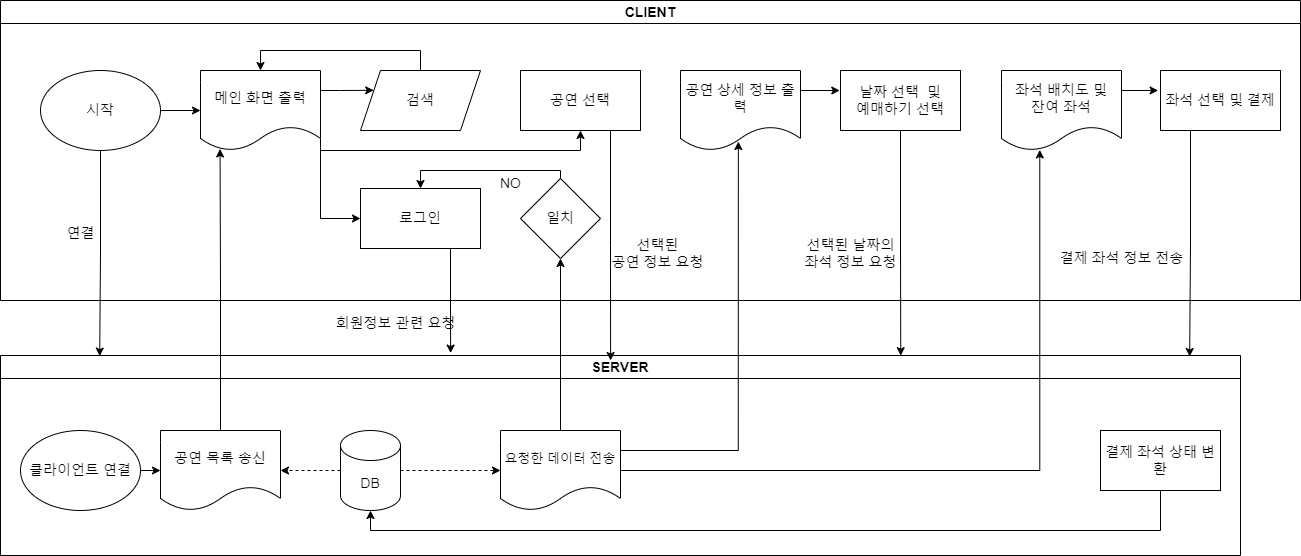 CLIENT
시작
메인 화면 출력
검색
공연 선택
공연 상세 정보 출
력
날짜 선택 및
예매하기 선택
좌석 배치도 및
잔여 좌석
좌석 선택 및 결제
NO
로그인
일치
연결
선택된
공연 정보 요청
선택된 날짜의
좌석 정보 요청
결제 좌석 정보 전송
회원정보 관련 요청
SERVER
클라이언트 연결
공연 목록 송신
DB
요청한 데이터 전송
결제 좌석 상태 변
환